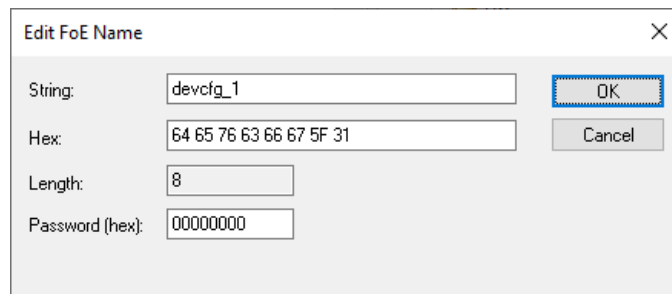 Edit FoE Name
String: devcfg_1 OK
Hex: 64 65 76 63 66 67 5F 31 Cancel
Length: 8
Password (hex): 00000000